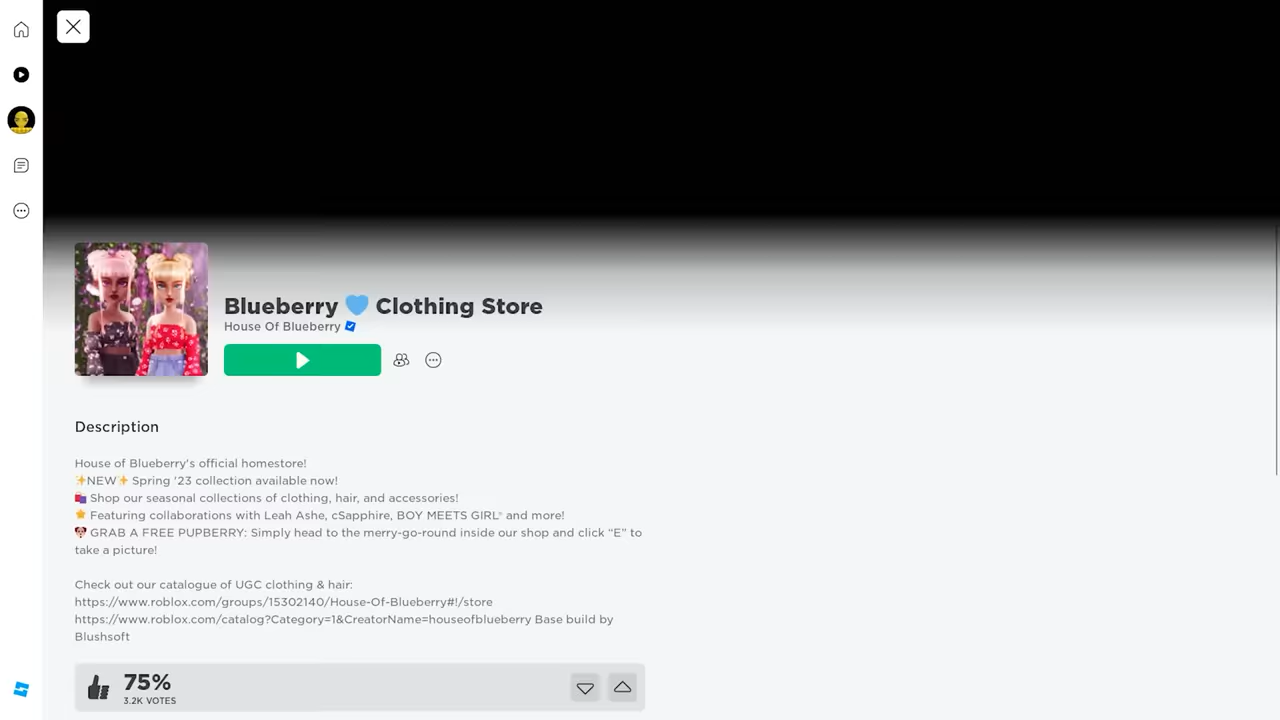 Blueberry 💙 Clothing Store
House Of Blueberry
Description
House of Blueberry's official homestore!
✨NEW✨ Spring '23 collection available now!
🛍️ Shop our seasonal collections of clothing, hair, and accessories!
⭐ Featuring collaborations with Leah Ashe, cSapphire, BOY MEETS GIRL® and more!
🐶 GRAB A FREE PUPBERRY: Simply head to the merry-go-round inside our shop and click “E” to
take a picture!
Check out our catalogue of UGC clothing & hair:
https://www.roblox.com/groups/15302140/House-Of-Blueberry#!/store
https://www.roblox.com/catalog?Category=1&CreatorName=houseofblueberry Base build by
Blushsoft
75%
3.2K VOTES